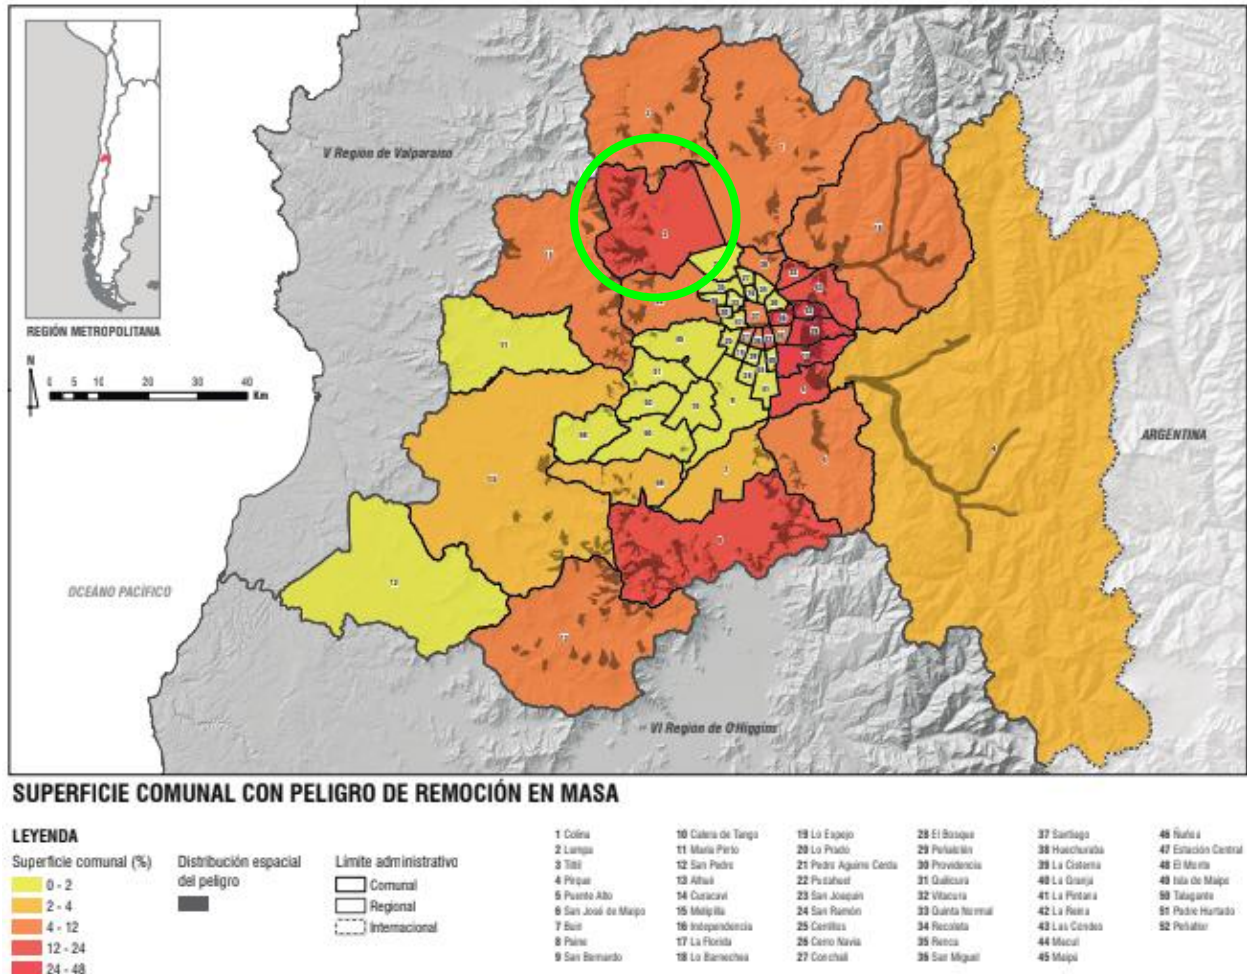 V Región de Valparaíso
REGIÓN METROPOLITANA
N
0 5 10 20 30 40
Km
ARGENTINA
OCEÁNO PACÍFICO
VI Región de O'Higgins
SUPERFICIE COMUNAL CON PELIGRO DE REMOCIÓN EN MASA
LEYENDA
Superficie comunal (%)
0 - 2
2 - 4
4 - 12
12 - 24
24 - 48
Distribución espacial
del peligro
Límite administrativo
Comunal
Regional
Internacional
1 Colina
2 Lampa
3 Tiltil
4 Pirque
5 Puente Alto
6 San José de Maipo
7 Buin
8 Paine
9 San Bernardo
10 Calera de Tango
11 María Pinto
12 San Pedro
13 Alhué
14 Curacaví
15 Melipilla
16 Independencia
17 La Florida
18 Lo Barnechea
19 Lo Espejo
20 Lo Prado
21 Pedro Aguirre Cerda
22 Pudahuel
23 San Joaquín
24 San Ramón
25 Cerrillos
26 Cerro Navia
27 Conchalí
28 El Bosque
29 Peñalolén
30 Providencia
31 Quilicura
32 Vitacura
33 Quinta Normal
34 Recoleta
35 Renca
36 San Miguel
37 Santiago
38 Huechuraba
39 La Cisterna
40 La Granja
41 La Pintana
42 La Reina
43 Las Condes
44 Macul
45 Maipú
46 Ñuñoa
47 Estación Central
48 El Monte
49 Isla de Maipo
50 Talagante
51 Padre Hurtado
52 Peñaflor